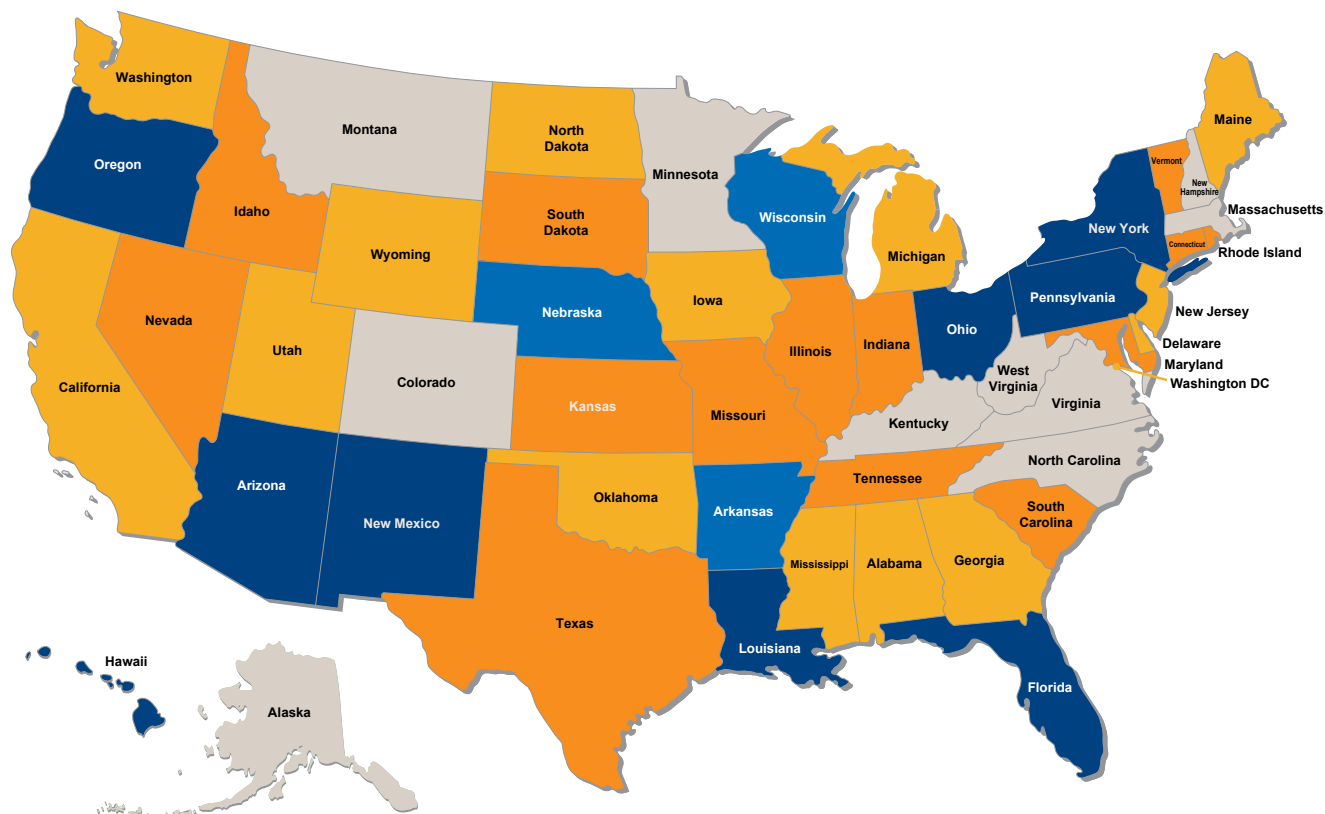 Washington
Montana
North
Dakota
Minnesota
Maine
Oregon
Vermont
New
Hampshire
Idaho
South
Dakota
Wisconsin
Massachusetts
New York
Connecticut
Rhode Island
Wyoming
Michigan
Nevada
Utah
Nebraska
Iowa
Pennsylvania
New Jersey
Ohio
Illinois
Indiana
Delaware
Maryland
Washington DC
California
Colorado
Kansas
Missouri
West
Virginia
Virginia
Kentucky
North Carolina
Tennessee
Arizona
New Mexico
Oklahoma
Arkansas
South
Carolina
Mississippi
Alabama
Georgia
Texas
Louisiana
Hawaii
Florida
Alaska